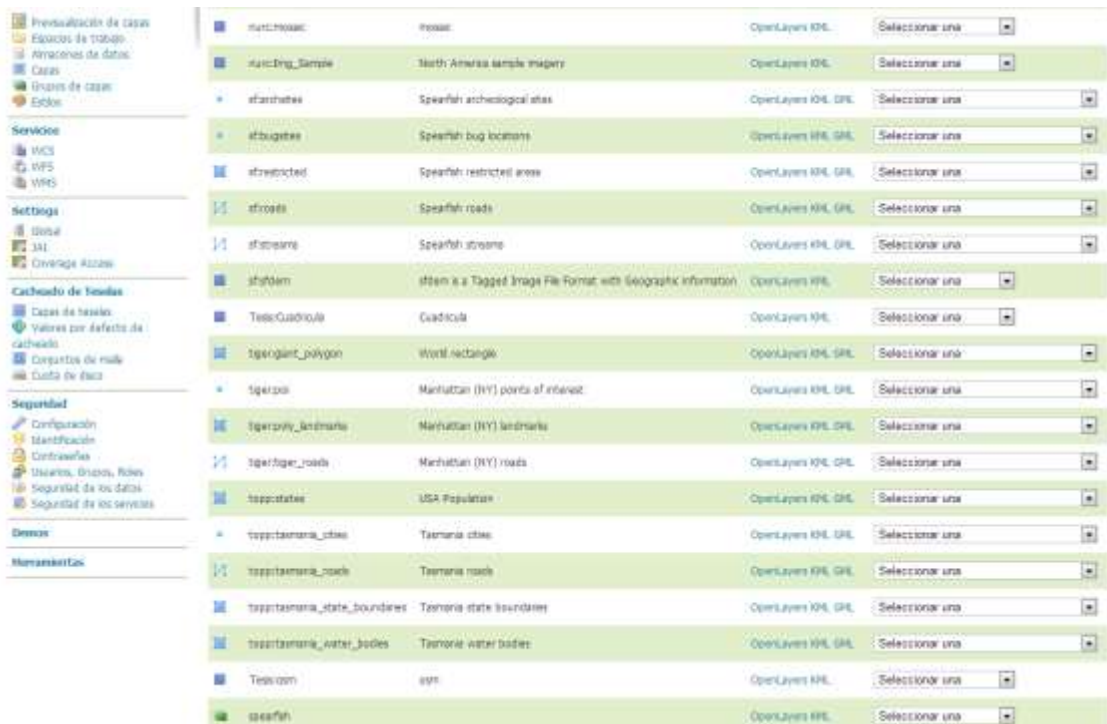 Previsualización de capas
Espacios de trabajo
Almacenes de datos
Capas
Grupos de capas
Estilos
Servicios
WCS
WFS
WMS
Settings
Global
JAI
Coverage Access
Cacheado de Teselas
Capas de teselas
Valores por defecto de
cacheado
Conjuntos de malla
Cuota de disco
Seguridad
Configuración
Identificación
Contraseñas
Usuarios, Grupos, Roles
Seguridad de los datos
Seguridad de los servicios
Demos
Herramientas
nurc:mosaic mosaic OpenLayers KML Seleccionar una
nurc:Img_Sample North America sample imagery OpenLayers KML Seleccionar una
sf:archsites Spearfish archeological sites OpenLayers KML GML Seleccionar una
sf:bugsites Spearfish bug locations OpenLayers KML GML Seleccionar una
sf:restricted Spearfish restricted areas OpenLayers KML GML Seleccionar una
sf:roads Spearfish roads OpenLayers KML GML Seleccionar una
sf:streams Spearfish streams OpenLayers KML GML Seleccionar una
sf:sfdem sfdem is a Tagged Image File Format with Geographic information OpenLayers KML Seleccionar una
Tesis:Cuadricula Cuadricula OpenLayers KML Seleccionar una
tiger:giant_polygon World rectangle OpenLayers KML GML Seleccionar una
tiger:poi Manhattan (NY) points of interest OpenLayers KML GML Seleccionar una
tiger:poly_landmarks Manhattan (NY) landmarks OpenLayers KML GML Seleccionar una
tiger:tiger_roads Manhattan (NY) roads OpenLayers KML GML Seleccionar una
topp:states USA Population OpenLayers KML GML Seleccionar una
topp:tasmania_cities Tasmania cities OpenLayers KML GML Seleccionar una
topp:tasmania_roads Tasmania roads OpenLayers KML GML Seleccionar una
topp:tasmania_state_boundaries Tasmania state boundaries OpenLayers KML GML Seleccionar una
topp:tasmania_water_bodies Tasmania water bodies OpenLayers KML GML Seleccionar una
Tesis:osm osm OpenLayers KML Seleccionar una
spearfish OpenLayers KML Seleccionar una